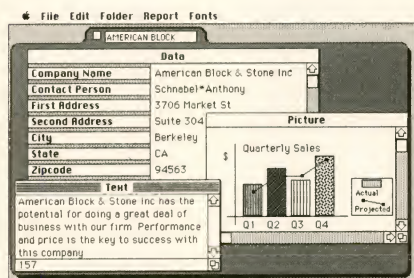 File Edit Folder Report Fonts
AMERICAN BLOCK
Data
Company Name American Block & Stone Inc
Contact Person Schnabel*Anthony
First Address 3706 Market St
Second Address Suite 304
City Berkeley
State CA
Zipcode 94563
Picture
Quarterly Sales
$
Q1 Q2 Q3 Q4
Actual
Projected
Text
American Block & Stone Inc has the
potential for doing a great deal of
business with our firm. Performance
and price is the key to success with
this company
157